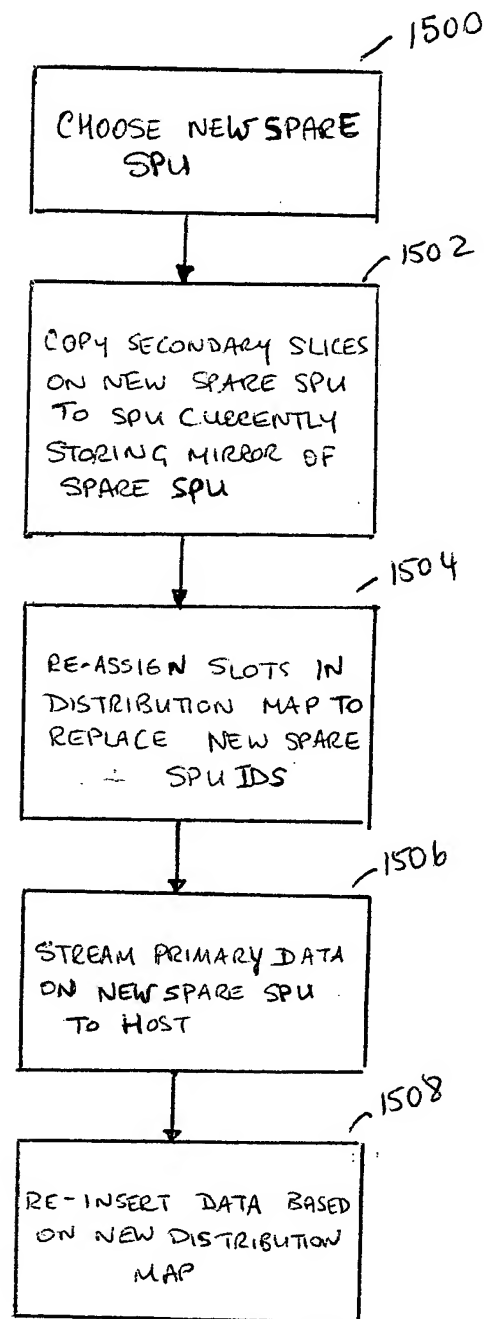 1500
CHOOSE NEW SPARE
SPU
1502
COPY SECONDARY SLICES
ON NEW SPARE SPU
TO SPU CURRENTLY
STORING MIRROR OF
SPARE SPU
1504
RE-ASSIGN SLOTS IN
DISTRIBUTION MAP TO
REPLACE NEW SPARE
SPU IDS
1506
STREAM PRIMARY DATA
ON NEW SPARE SPU
TO HOST
1508
RE-INSERT DATA BASED
ON NEW DISTRIBUTION
MAP